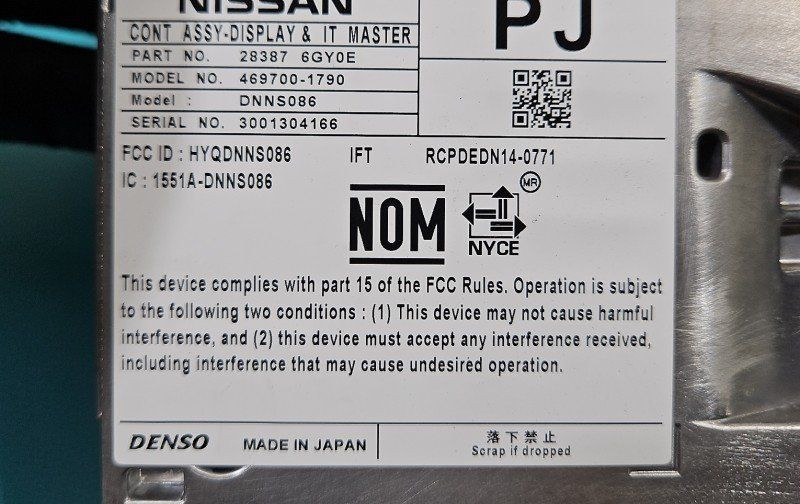 NISSAN
PJ
CONT ASSY-DISPLAY & IT MASTER
PART NO. 28387 6GY0E
MODEL NO. 469700-1790
Model : DNNS086
SERIAL NO. 3001304166
FCC ID : HYQDNNS086 IFT RCPDEDN14-0771
IC : 1551A-DNNS086
MR
NOM
NYCE
This device complies with part 15 of the FCC Rules. Operation is subject
to the following two conditions : (1) This device may not cause harmful
interference, and (2) this device must accept any interference received,
including interference that may cause undesired operation.
DENSO MADE IN JAPAN
落下禁止
Scrap if dropped